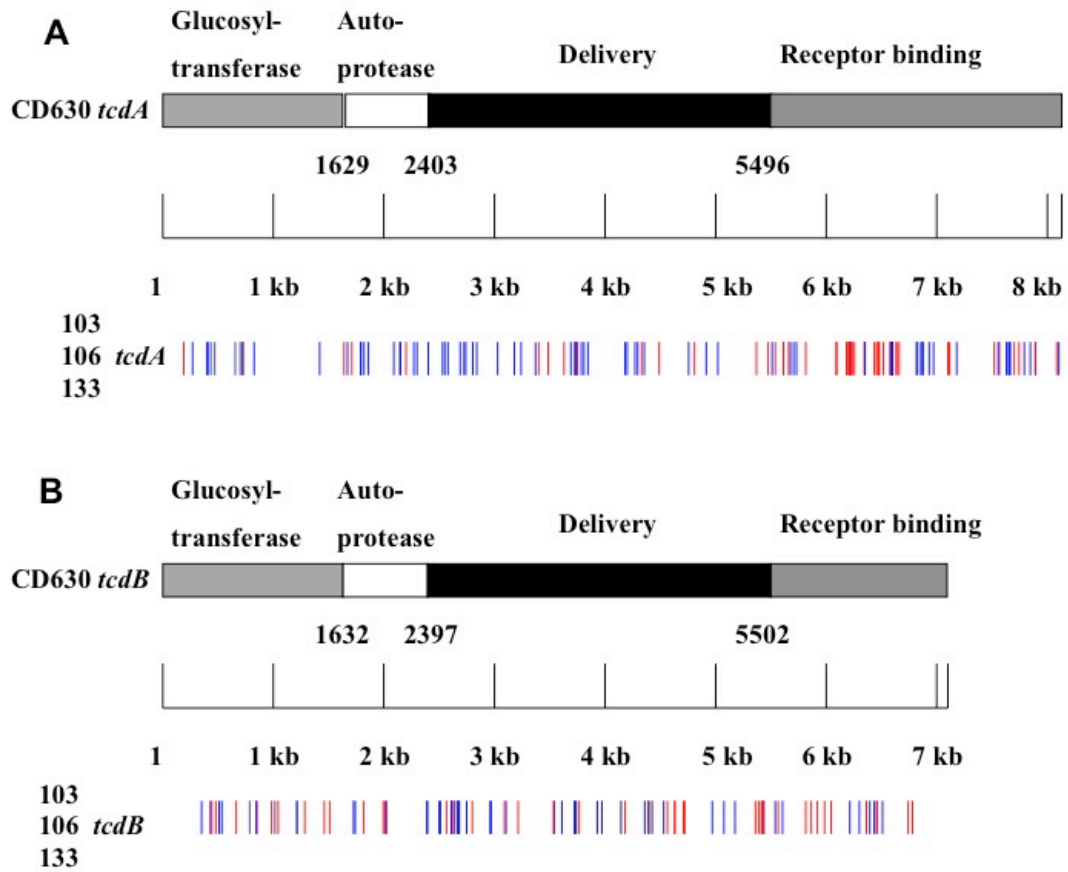 A
Glucosyl-
transferase
Auto-
protease
Delivery
Receptor binding
CD630 tcdA
1629 2403 5496
1 1 kb 2 kb 3 kb 4 kb 5 kb 6 kb 7 kb 8 kb
103
106 tcdA
133
B
Glucosyl-
transferase
Auto-
protease
Delivery
Receptor binding
CD630 tcdB
1632 2397 5502
1 1 kb 2 kb 3 kb 4 kb 5 kb 6 kb 7 kb
103
106 tcdB
133